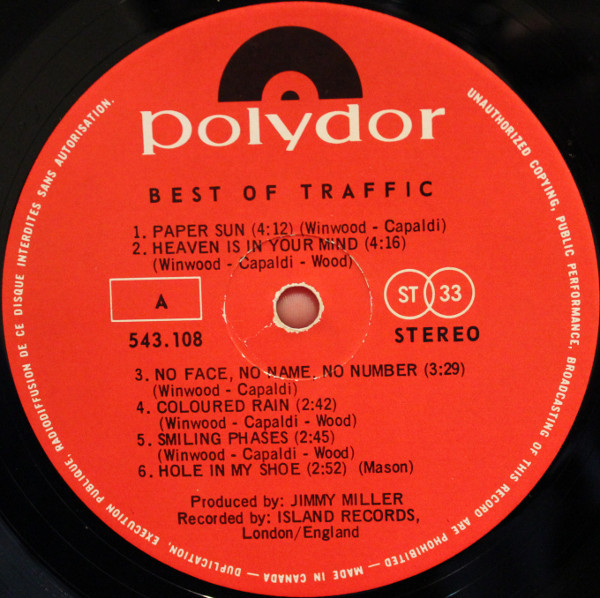 polydor
BEST OF TRAFFIC
1. PAPER SUN (4:12) (Winwood - Capaldi)
2. HEAVEN IS IN YOUR MIND (4:16)
(Winwood - Capaldi - Wood)
A
ST 33
543.108
STEREO
3. NO FACE, NO NAME, NO NUMBER (3:29)
(Winwood - Capaldi)
4. COLOURED RAIN (2:42)
(Winwood - Capaldi - Wood)
5. SMILING PHASES (2:45)
(Winwood - Capaldi - Wood)
6. HOLE IN MY SHOE (2:52) (Mason)
Produced by: JIMMY MILLER
Recorded by: ISLAND RECORDS,
London/England
UNAUTHORIZED COPYING, PUBLIC PERFORMANCE, BROADCASTING OF THIS RECORD ARE PROHIBITED — MADE IN CANADA — DUPLICATION, EXECUTION PUBLIQUE, RADIODIFFUSION DE CE DISQUE INTERDITES SANS AUTORISATION.